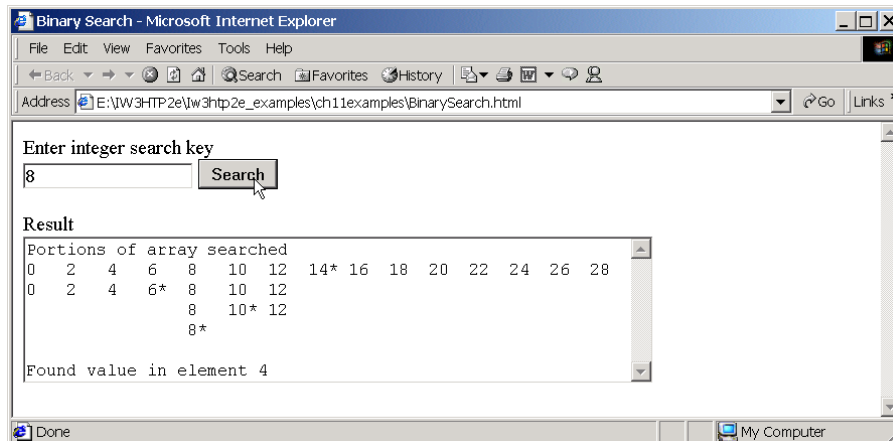 Binary Search - Microsoft Internet Explorer
File Edit View Favorites Tools Help
Back Search Favorites History
Address E:\IW3HTP2e\Iw3htp2e_examples\ch11examples\BinarySearch.html Go Links
Enter integer search key
8 Search
Result
Portions of array searched
0 2 4 6 8 10 12 14* 16 18 20 22 24 26 28
0 2 4 6* 8 10 12
8 10* 12
8*
Found value in element 4
Done My Computer